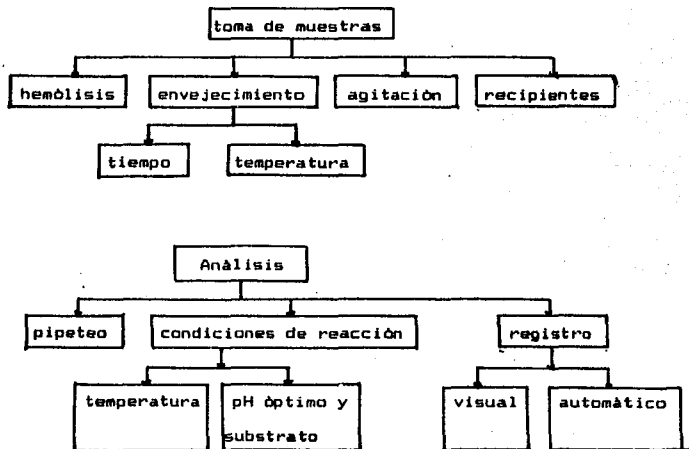 toma de muestras
hemòlisis envejecimiento agitaciòn recipientes
tiempo temperatura
Anàlisis
pipeteo condiciones de reacciòn registro
temperatura pH òptimo y visual automàtico
substrato